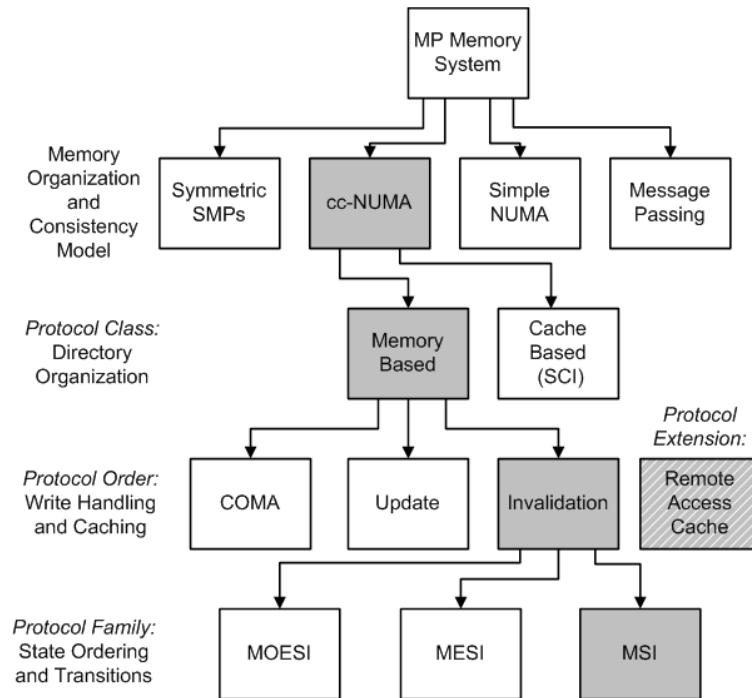 MP Memory
System
Memory
Organization
and
Consistency
Model
Symmetric
SMPs
cc-NUMA
Simple
NUMA
Message
Passing
Protocol Class:
Directory
Organization
Memory
Based
Cache
Based
(SCI)
Protocol
Extension:
Protocol Order:
Write Handling
and Caching
COMA
Update
Invalidation
Remote
Access
Cache
Protocol Family:
State Ordering
and Transitions
MOESI
MESI
MSI